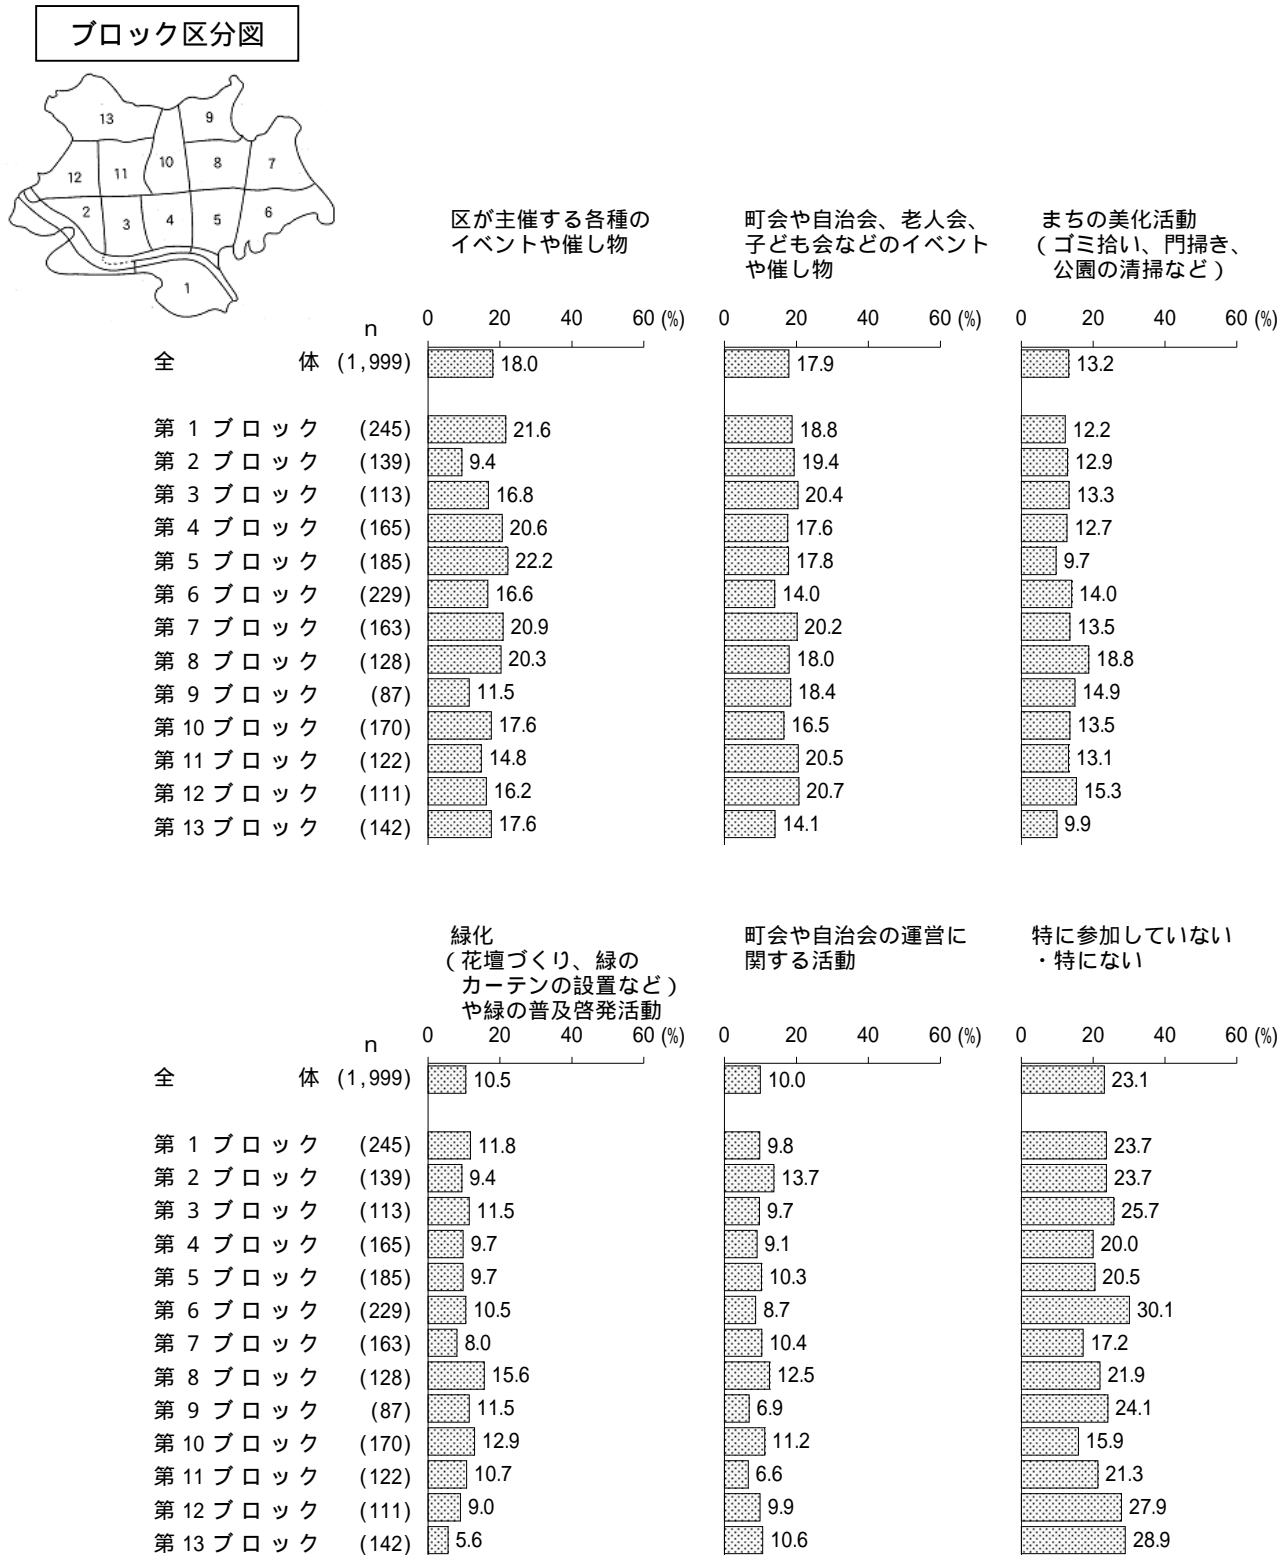 ブロック区分図
13
9
12
11
10
8
7
2
3
4
5
6
1
区が主催する各種の
イベントや催し物
町会や自治会、老人会、
子ども会などのイベント
や催し物
まちの美化活動
(ゴミ拾い、門掃き、
公園の清掃など)
n 0 20 40 60 (%) 0 20 40 60 (%) 0 20 40 60 (%)
全体 (1,999) 18.0 17.9 13.2
第 1 ブロック (245) 21.6 18.8 12.2
第 2 ブロック (139) 9.4 19.4 12.9
第 3 ブロック (113) 16.8 20.4 13.3
第 4 ブロック (165) 20.6 17.6 12.7
第 5 ブロック (185) 22.2 17.8 9.7
第 6 ブロック (229) 16.6 14.0 14.0
第 7 ブロック (163) 20.9 20.2 13.5
第 8 ブロック (128) 20.3 18.0 18.8
第 9 ブロック (87) 11.5 18.4 14.9
第 10 ブロック (170) 17.6 16.5 13.5
第 11 ブロック (122) 14.8 20.5 13.1
第 12 ブロック (111) 16.2 20.7 15.3
第 13 ブロック (142) 17.6 14.1 9.9
緑化
(花壇づくり、緑の
カーテンの設置など)
や緑の普及啓発活動
町会や自治会の運営に
関する活動
特に参加していない
・特にない
n 0 20 40 60 (%) 0 20 40 60 (%) 0 20 40 60 (%)
全体 (1,999) 10.5 10.0 23.1
第 1 ブロック (245) 11.8 9.8 23.7
第 2 ブロック (139) 9.4 13.7 23.7
第 3 ブロック (113) 11.5 9.7 25.7
第 4 ブロック (165) 9.7 9.1 20.0
第 5 ブロック (185) 9.7 10.3 20.5
第 6 ブロック (229) 10.5 8.7 30.1
第 7 ブロック (163) 8.0 10.4 17.2
第 8 ブロック (128) 15.6 12.5 21.9
第 9 ブロック (87) 11.5 6.9 24.1
第 10 ブロック (170) 12.9 11.2 15.9
第 11 ブロック (122) 10.7 6.6 21.3
第 12 ブロック (111) 9.0 9.9 27.9
第 13 ブロック (142) 5.6 10.6 28.9